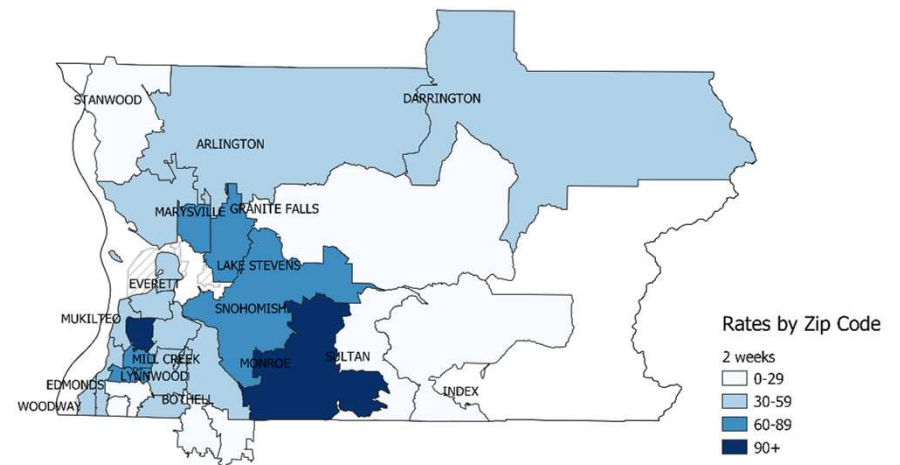 STANWOOD
DARRINGTON
ARLINGTON
MARYSVILLE
GRANITE FALLS
LAKE STEVENS
EVERETT
SNOHOMISH
MUKILTEO
MILL CREEK
MONROE
SULTAN
LYNNWOOD
EDMONDS
INDEX
BOTHELL
WOODWAY
Rates by Zip Code
2 weeks
0-29
30-59
60-89
90+